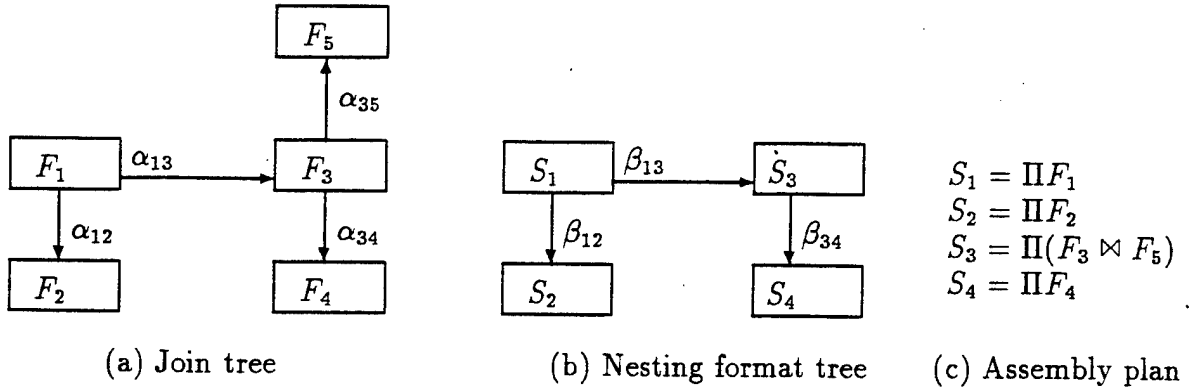 F₅
α₃₅
F₁
α₁₃
F₃
α₁₂
α₃₄
F₂
F₄
(a) Join tree
S₁
β₁₃
S₃
β₁₂
β₃₄
S₂
S₄
(b) Nesting format tree
S₁ = ΠF₁
S₂ = ΠF₂
S₃ = Π(F₃ ⋈ F₅)
S₄ = ΠF₄
(c) Assembly plan